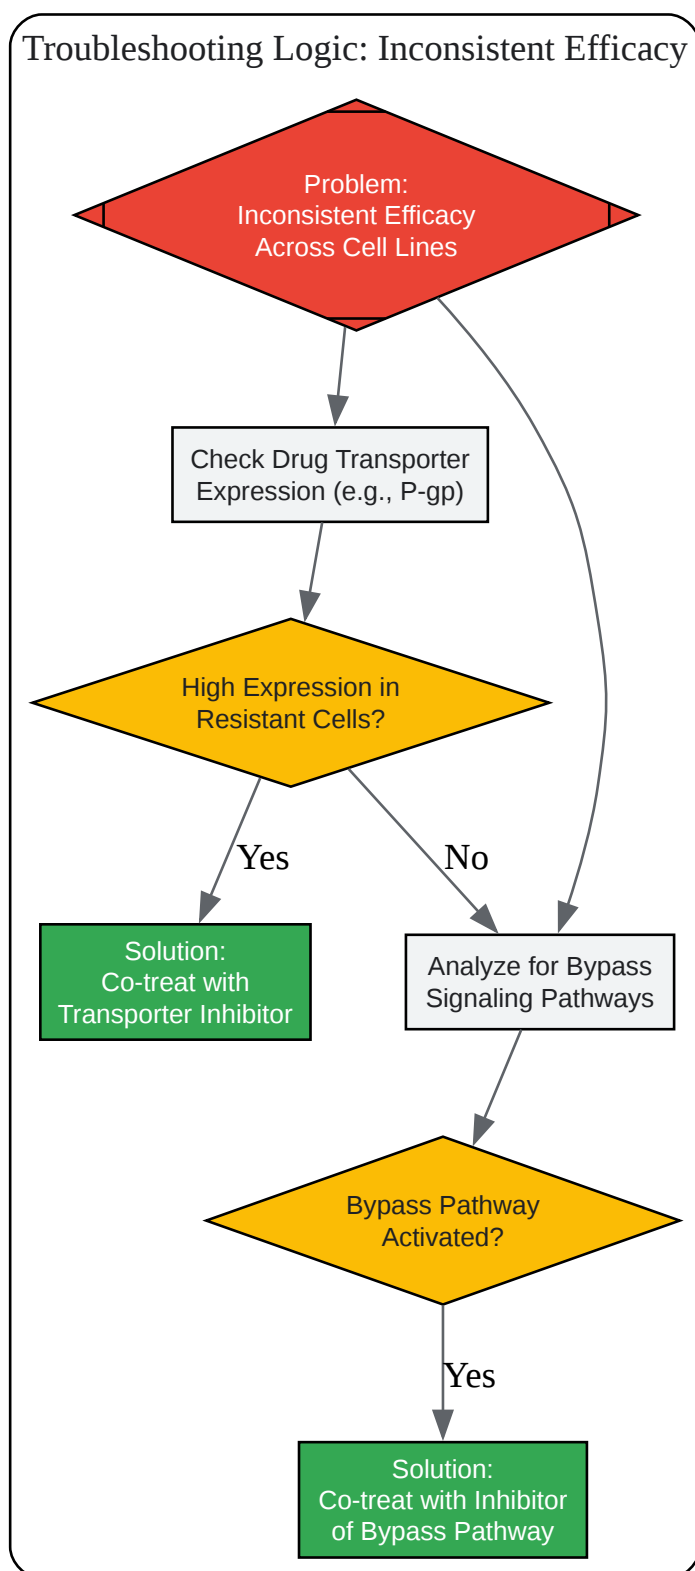 Troubleshooting Logic: Inconsistent Efficacy
Problem:
Inconsistent Efficacy
Across Cell Lines
Check Drug Transporter
Expression (e.g., P-gp)
High Expression in
Resistant Cells?
Yes
No
Solution:
Co-treat with
Transporter Inhibitor
Analyze for Bypass
Signaling Pathways
Bypass Pathway
Activated?
Yes
Solution:
Co-treat with Inhibitor
of Bypass Pathway